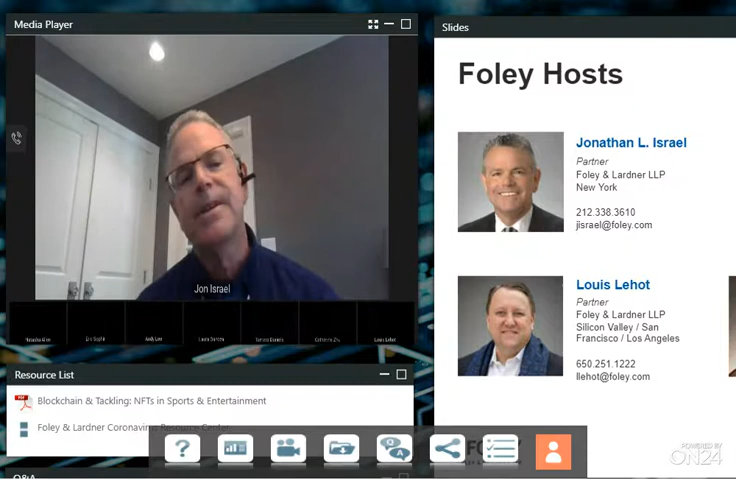 Media Player
Jon Israel
Louis Lehot
Resource List
Blockchain & Tackling: NFTs in Sports & Entertainment
Foley & Lardner Coronavirus Resource Center
Q&A
Slides
Foley Hosts
Jonathan L. Israel
Partner
Foley & Lardner LLP
New York
212.338.3610
jisrael@foley.com
Louis Lehot
Partner
Foley & Lardner LLP
Silicon Valley / San
Francisco / Los Angeles
650.251.1222
llehot@foley.com
POWERED BY
ON24
?
Q
A